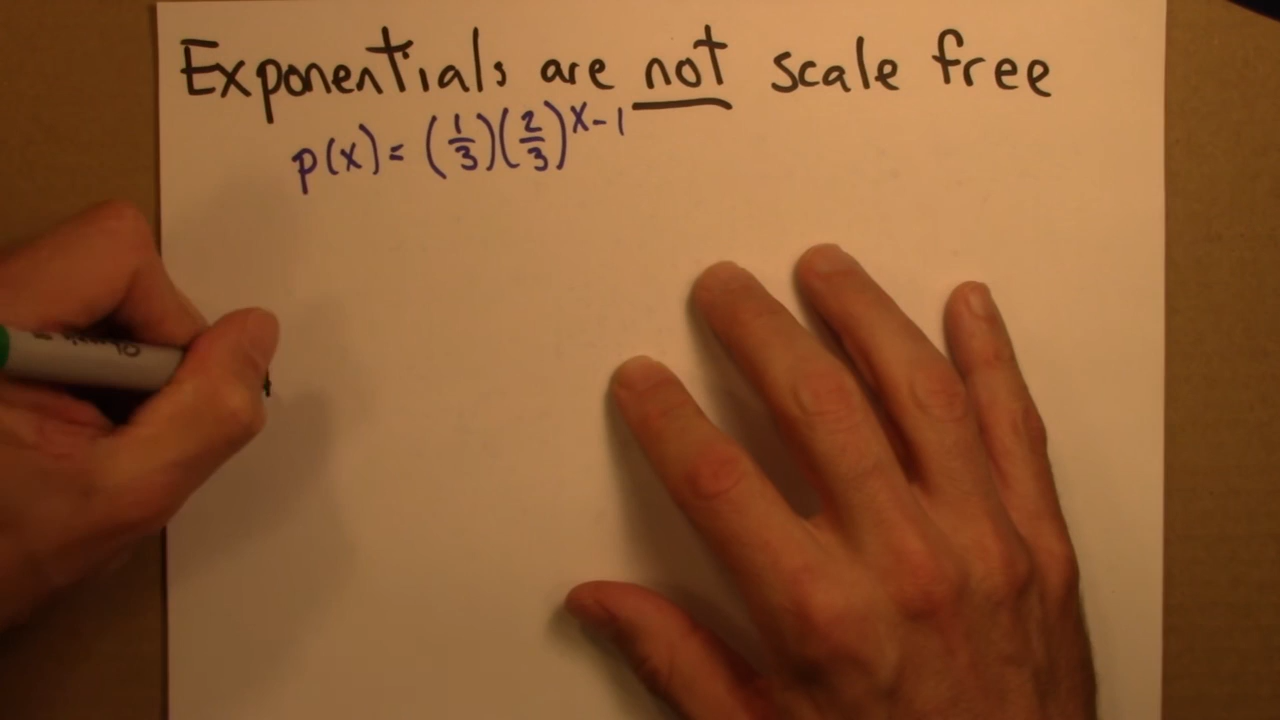 Exponentials are not scale free
p(x) = (1/3)(2/3)^x-1